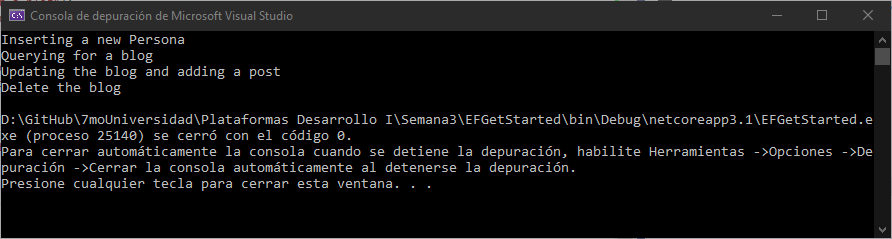 Consola de depuración de Microsoft Visual Studio
Inserting a new Persona
Querying for a blog
Updating the blog and adding a post
Delete the blog
D:\GitHub\7moUniversidad\Plataformas Desarrollo I\Semana3\EFGetStarted\bin\Debug\netcoreapp3.1\EFGetStarted.e
xe (proceso 25140) se cerró con el código 0.
Para cerrar automáticamente la consola cuando se detiene la depuración, habilite Herramientas ->Opciones ->De
puración ->Cerrar la consola automáticamente al detenerse la depuración.
Presione cualquier tecla para cerrar esta ventana. . .